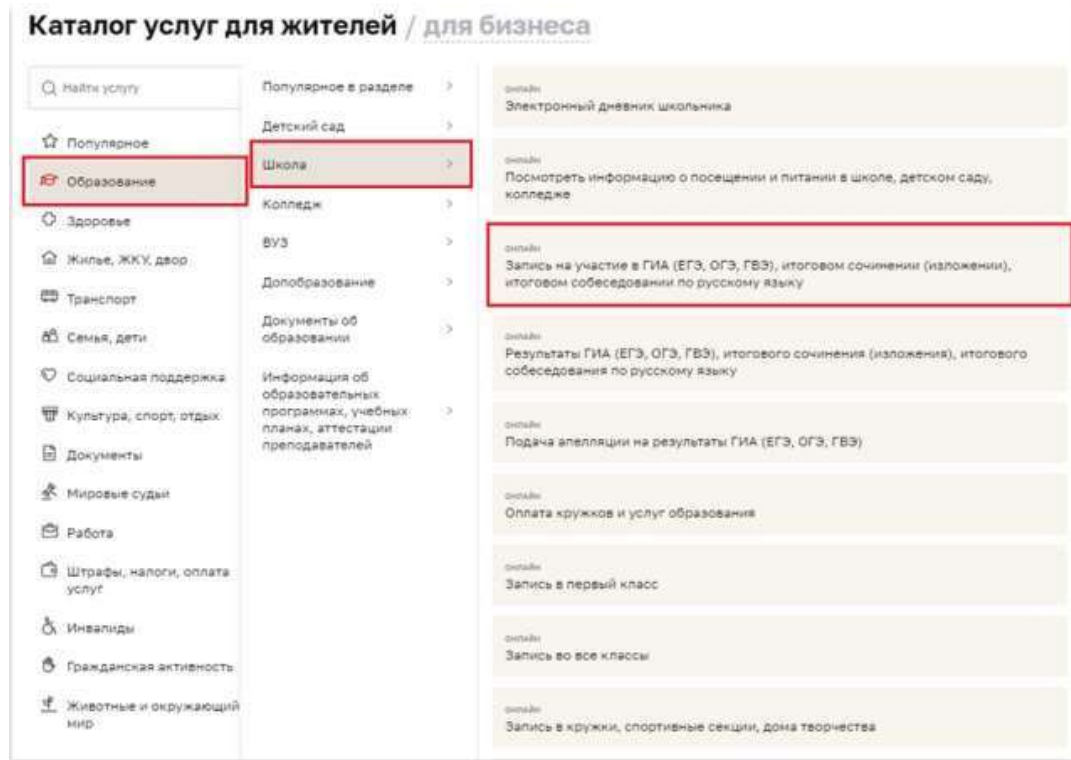 Каталог услуг для жителей / для бизнеса
Найти услугу
Популярное
Образование
Здоровье
Жилье, ЖКУ, двор
Транспорт
Семья, дети
Социальная поддержка
Культура, спорт, отдых
Документы
Мировые судьи
Работа
Штрафы, налоги, оплата
услуг
Инвалиды
Гражданская активность
Животные и окружающий
мир
Популярное в разделе
Детский сад
Школа
Колледж
ВУЗ
Допобразование
Документы об
образовании
Информация об
образовательных
программах, учебных
планах, аттестации
преподавателей
онлайн
Электронный дневник школьника
онлайн
Посмотреть информацию о посещении и питании в школе, детском саду,
колледже
онлайн
Запись на участие в ГИА (ЕГЭ, ОГЭ, ГВЭ), итоговом сочинении (изложении),
итоговом собеседовании по русскому языку
онлайн
Результаты ГИА (ЕГЭ, ОГЭ, ГВЭ), итогового сочинения (изложения), итогового
собеседования по русскому языку
онлайн
Подача апелляции на результаты ГИА (ЕГЭ, ОГЭ, ГВЭ)
онлайн
Оплата кружков и услуг образования
онлайн
Запись в первый класс
онлайн
Запись во все классы
онлайн
Запись в кружки, спортивные секции, дома творчества